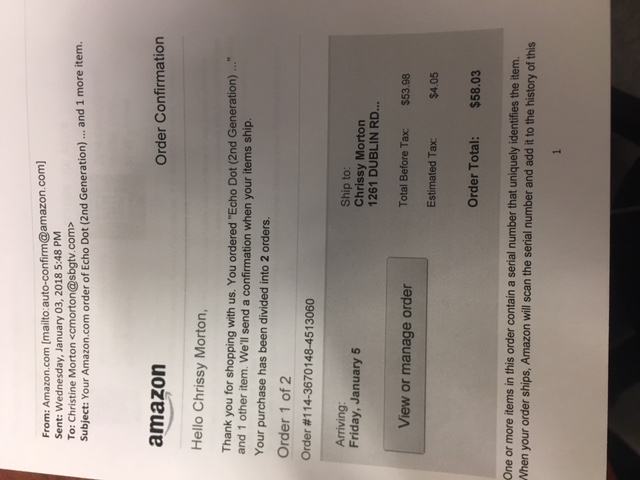 From: Amazon.com [mailto:auto-confirm@amazon.com]
Sent: Wednesday, January 03, 2018 5:48 PM
To: Christine Morton <cmorton@sbgtv.com>
Subject: Your Amazon.com order of Echo Dot (2nd Generation) ... and 1 more item.
amazon
Order Confirmation
Hello Chrissy Morton,
Thank you for shopping with us. You ordered "Echo Dot (2nd Generation) ..."
and 1 other item. We'll send a confirmation when your items ship.
Your purchase has been divided into 2 orders.
Order 1 of 2
Order #114-3670148-4513060
Arriving:
Friday, January 5
View or manage order
Ship to:
Chrissy Morton
1261 DUBLIN RD...
Total Before Tax: $53.98
Estimated Tax: $4.05
Order Total: $58.03
One or more items in this order contain a serial number that uniquely identifies the item.
When your order ships, Amazon will scan the serial number and add it to the history of this
1